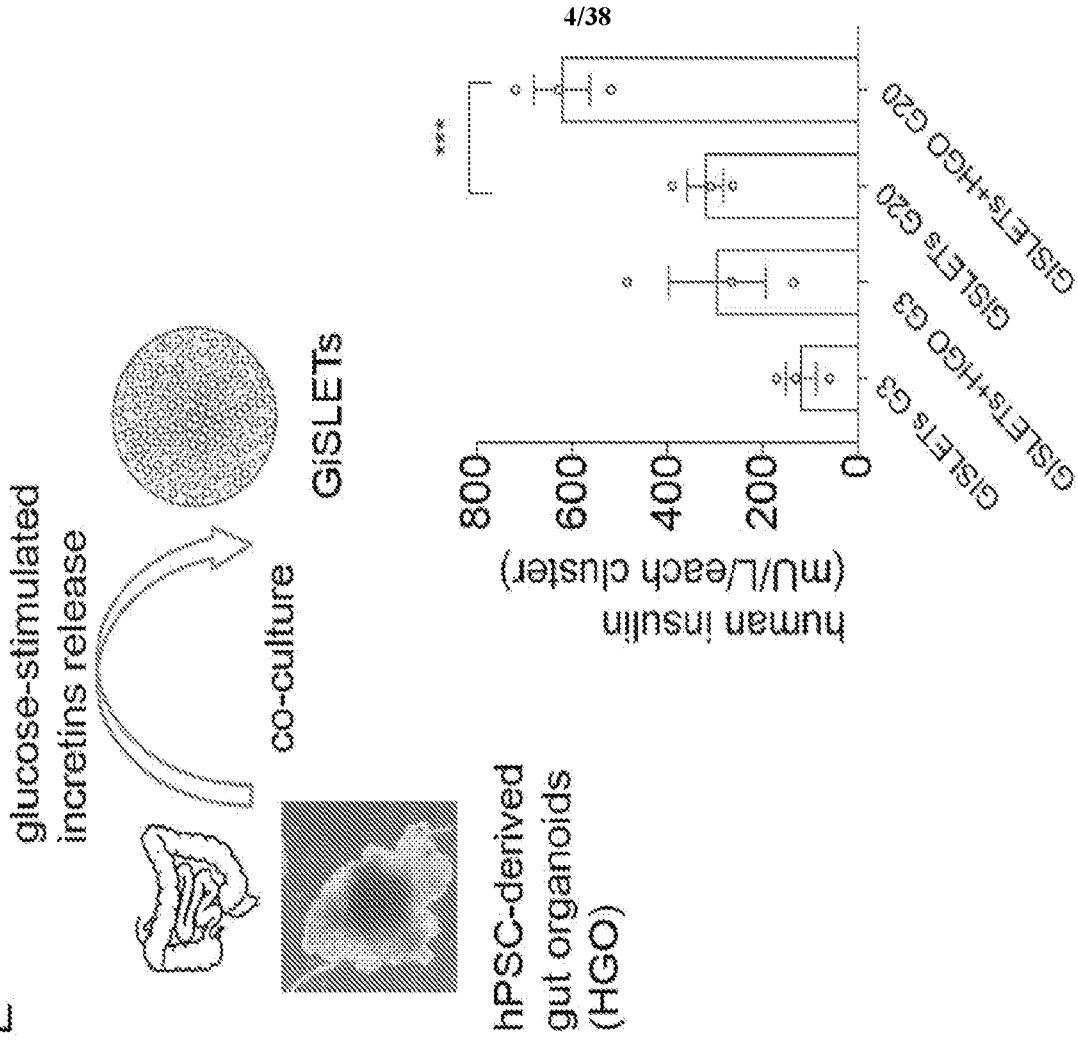 4/38
glucose-stimulated
incretins release
co-culture
hPSC-derived
gut organoids
(HGO)
GiSLETs
human insulin
(mU/L/each cluster)
800
600
400
200
0
***
GISLETs G3
GISLETs+HGO G3
GISLETs G20
GISLETs+HGO G20